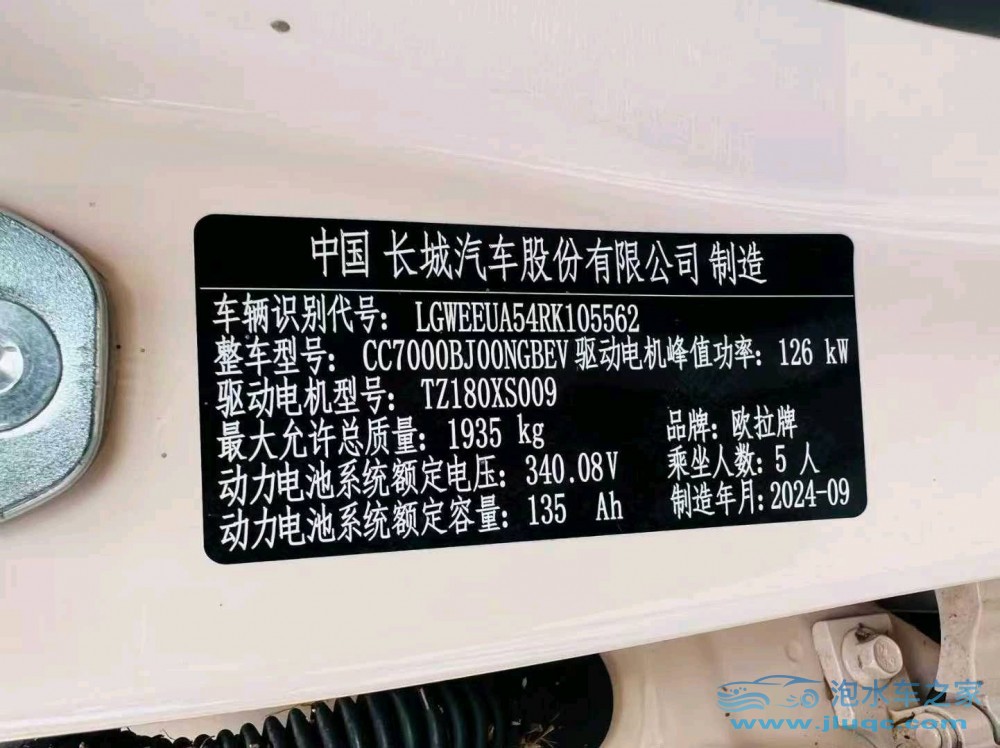 中国 长城汽车股份有限公司 制造
车辆识别代号: LGWEEUA54RK105562
整车型号: CC7000BJ00NGBEV 驱动电机峰值功率: 126 kW
驱动电机型号: TZ180XS009
最大允许总质量: 1935 kg 品牌: 欧拉牌
动力电池系统额定电压: 340.08V 乘坐人数: 5 人
动力电池系统额定容量: 135 Ah 制造年月: 2024-09
泡水车之家
www.jluqc.com